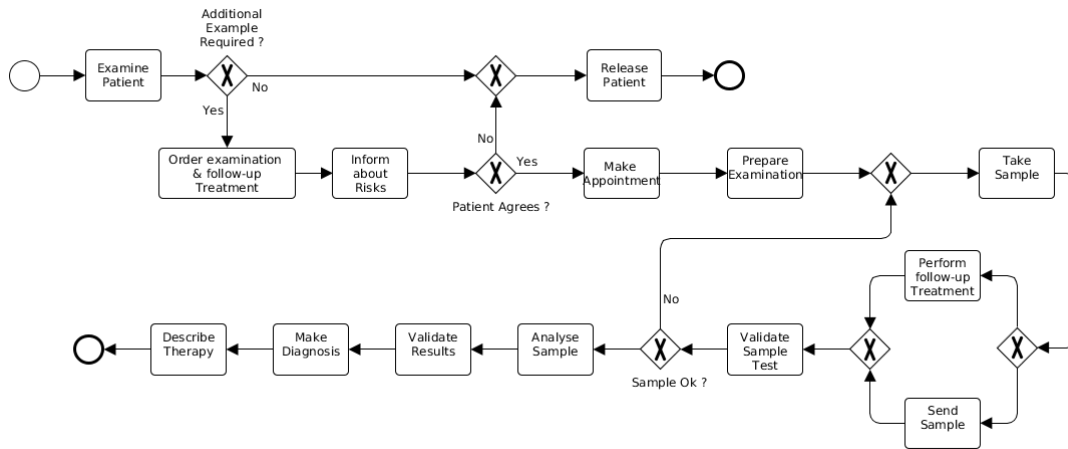 Additional
Example
Required ?
Examine
Patient
No
Yes
Release
Patient
Order examination
& follow-up
Treatment
Inform
about
Risks
No
Yes
Patient Agrees ?
Make
Appointment
Prepare
Examination
Take
Sample
Perform
follow-up
Treatment
Send
Sample
Validate
Sample
Test
No
Sample Ok ?
Analyse
Sample
Validate
Results
Make
Diagnosis
Describe
Therapy